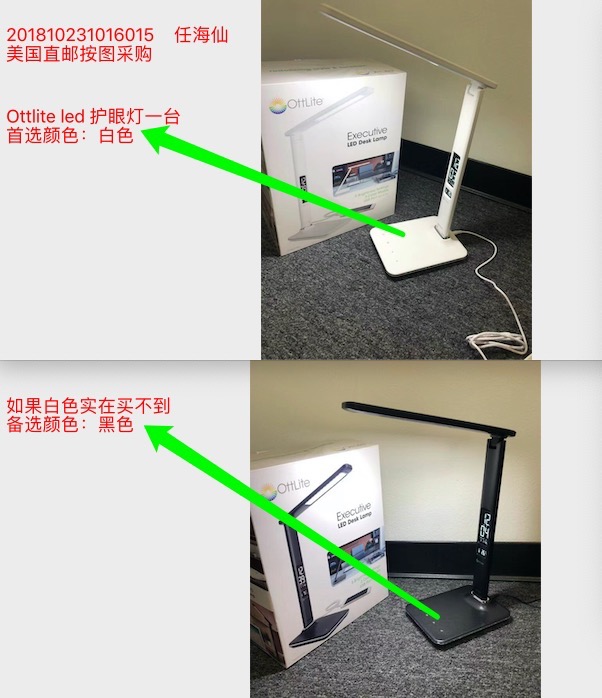 201810231016015 任海仙
美国直邮按图采购
Ottlite led 护眼灯一台
首选颜色：白色
OttLite
Executive
LED Desk Lamp
如果白色实在买不到
备选颜色：黑色
OttLite
Executive
LED Desk Lamp